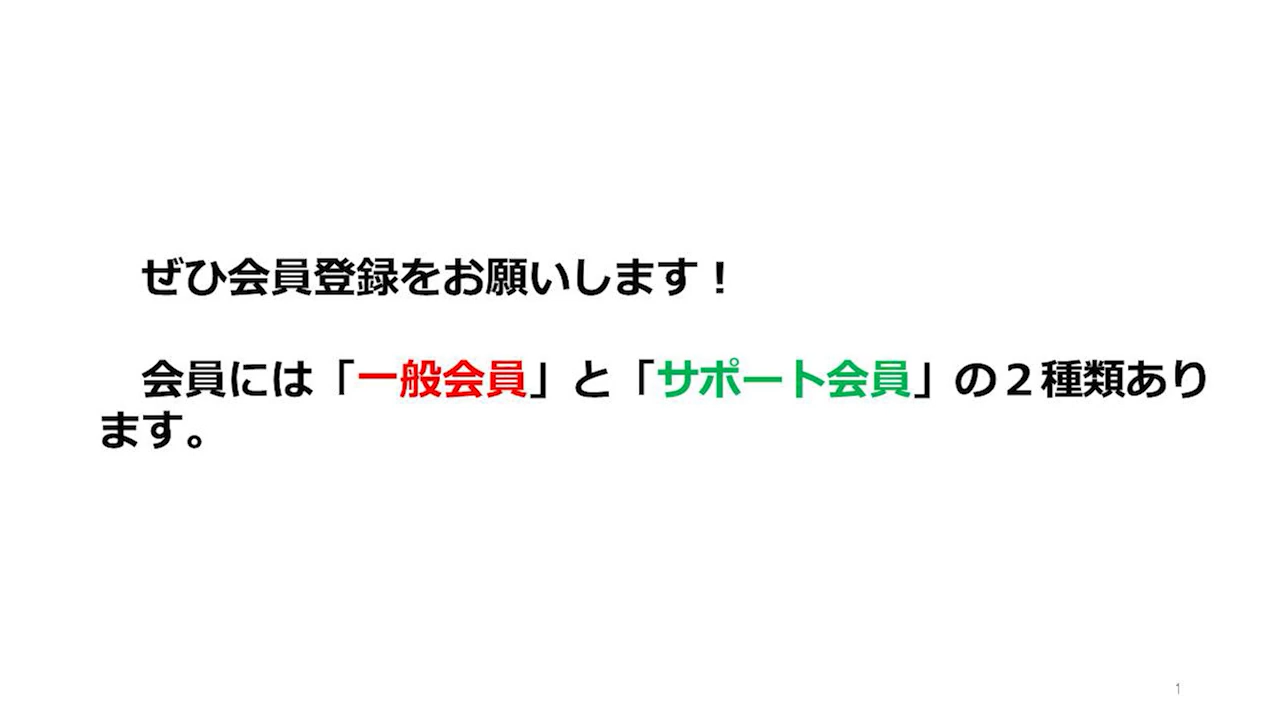 ぜひ会員登録をお願いします！
会員には「一般会員」と「サポート会員」の２種類あり
ます。
1